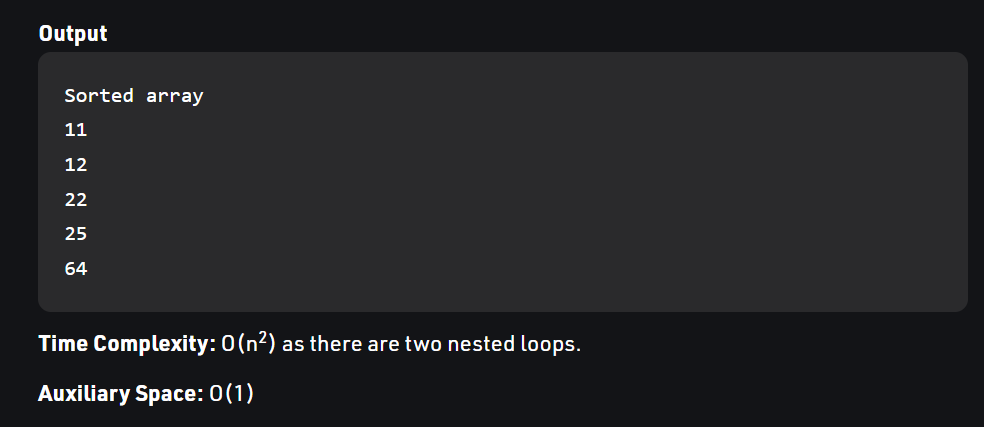 Output
Sorted array
11
12
22
25
64
Time Complexity: O(n²) as there are two nested loops.
Auxiliary Space: O(1)